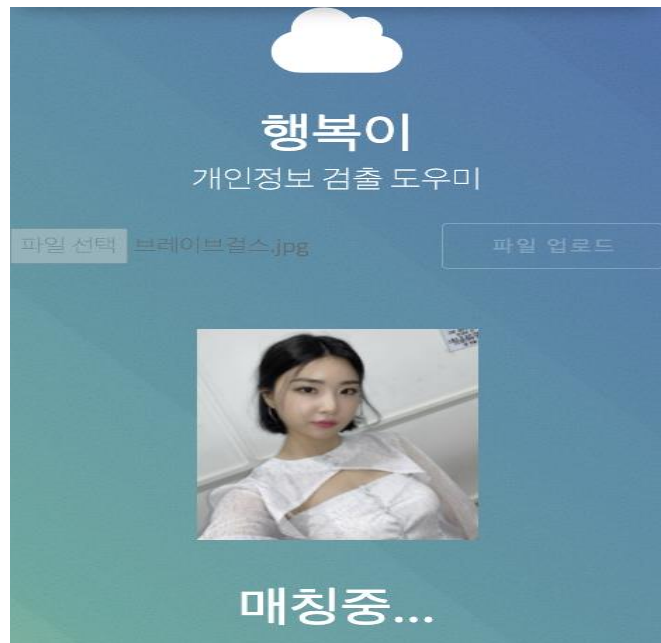 행복이
개인정보 검출 도우미
파일 선택 브레이브걸스.jpg
파일 업로드
매칭중...